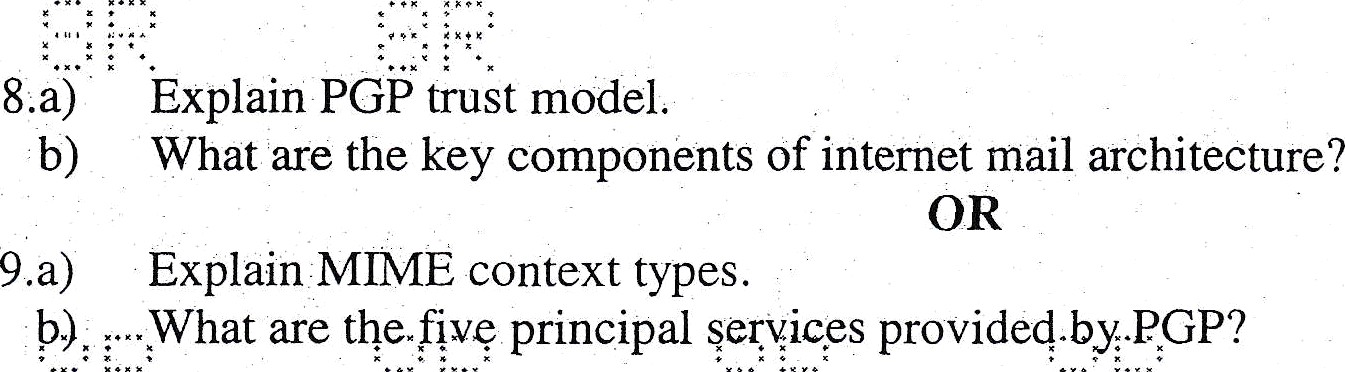 8.a) Explain PGP trust model.
b) What are the key components of internet mail architecture?
OR
9.a) Explain MIME context types.
b) What are the five principal services provided by PGP?